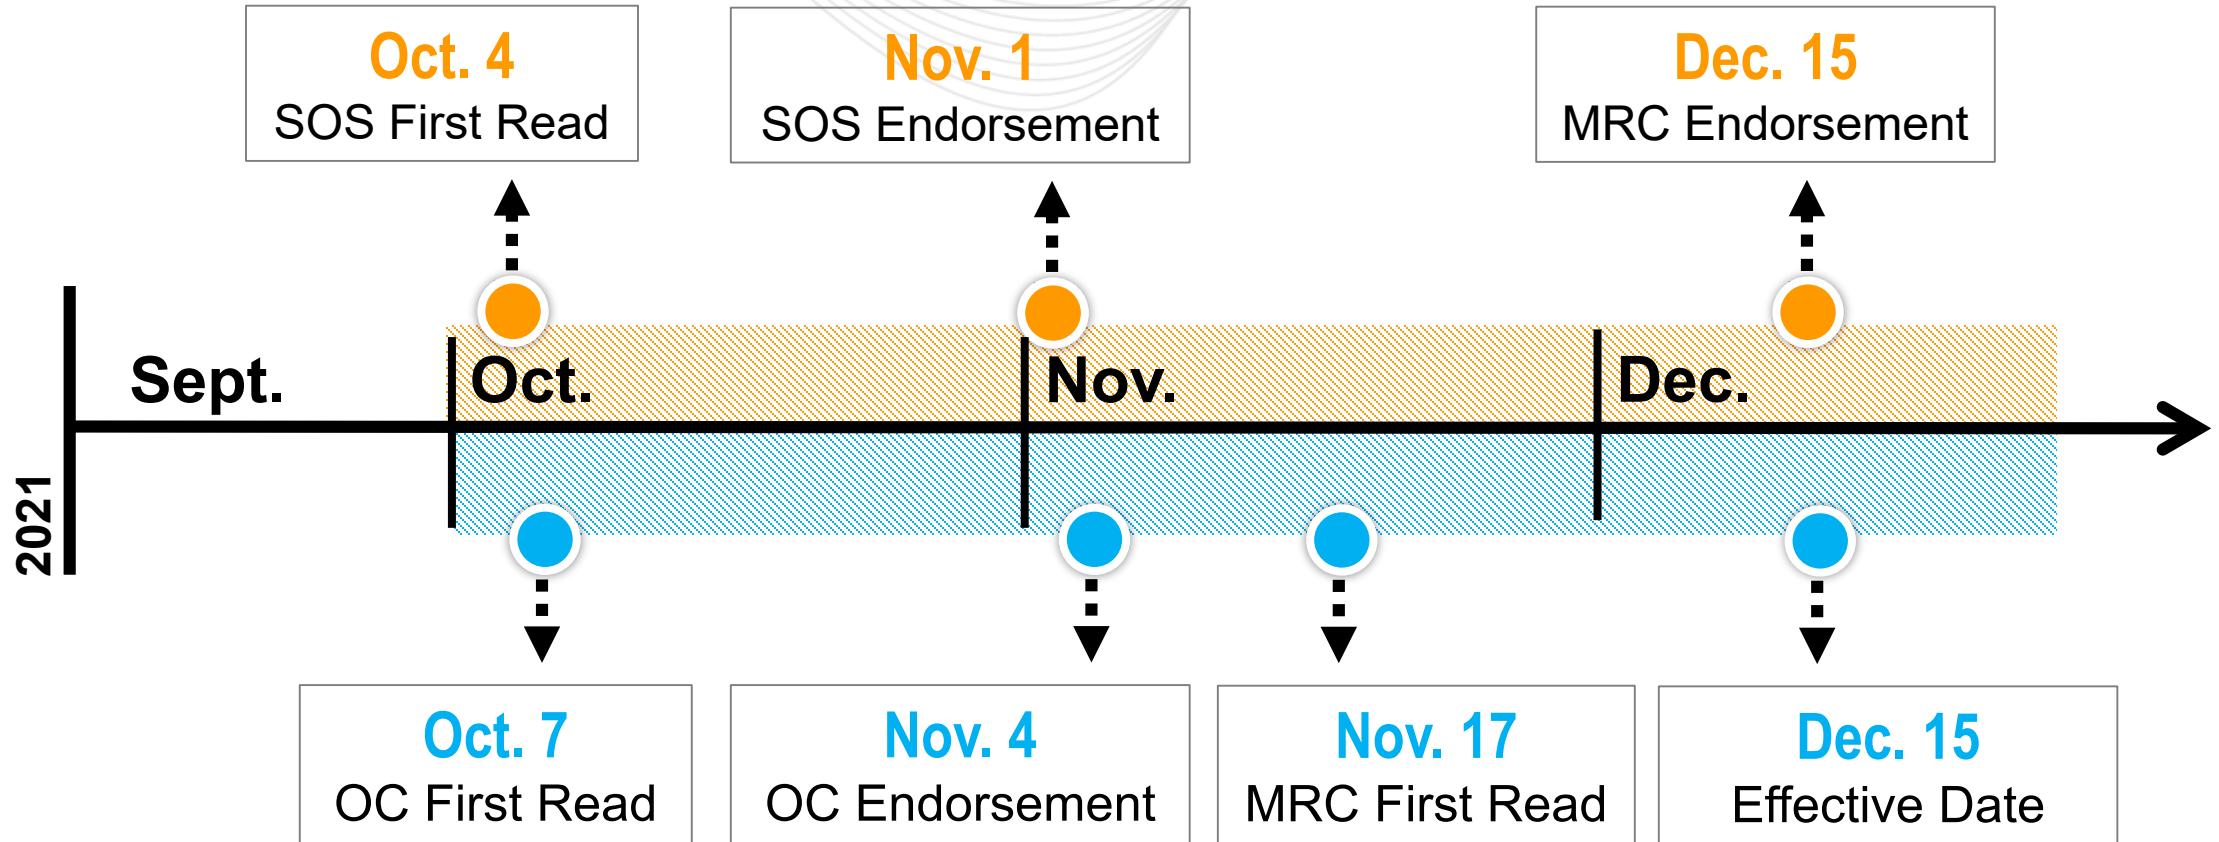 Oct. 4
SOS First Read
Nov. 1
SOS Endorsement
Dec. 15
MRC Endorsement
Sept.
Oct.
Nov.
Dec.
2021
Oct. 7
OC First Read
Nov. 4
OC Endorsement
Nov. 17
MRC First Read
Dec. 15
Effective Date